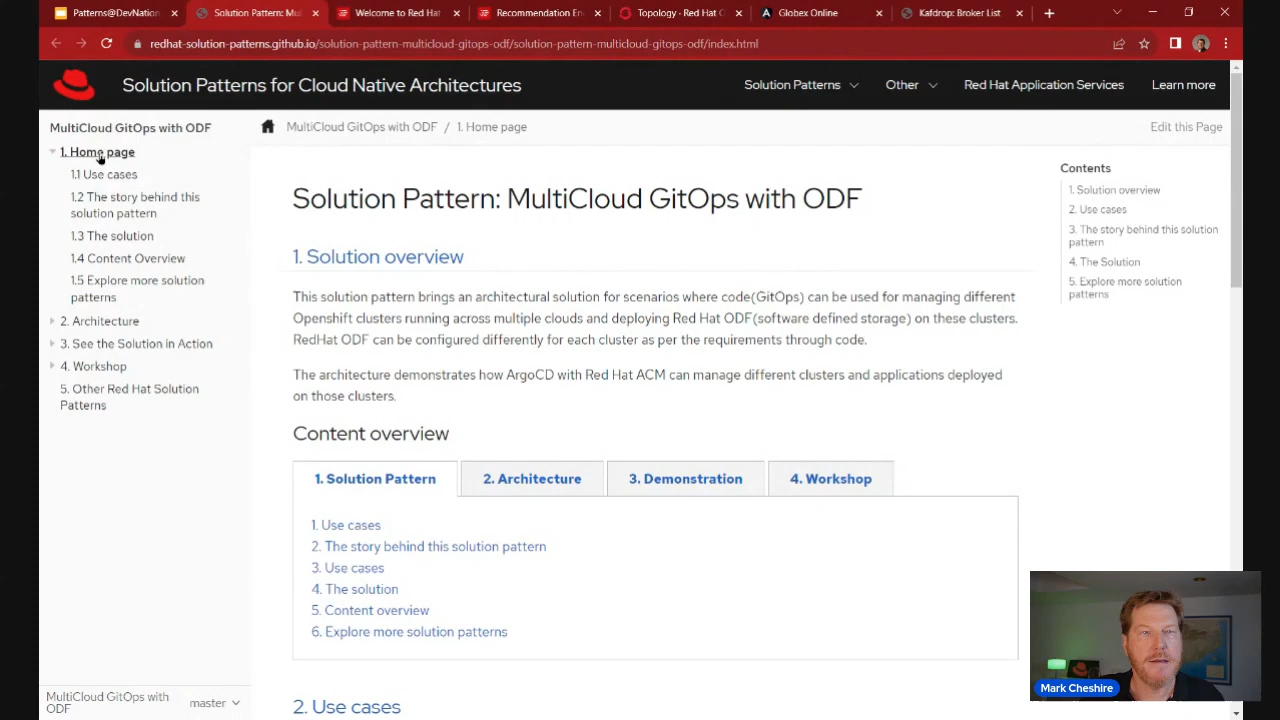 Patterns@DevNation
Solution Pattern: Mul
Welcome to Red Hat
Recommendation En
Topology · Red Hat O
Globex Online
Kafdrop: Broker List
redhat-solution-patterns.github.io/solution-pattern-multicloud-gitops-odf/solution-pattern-multicloud-gitops-odf/index.html
Solution Patterns for Cloud Native Architectures
Solution Patterns
Other
Red Hat Application Services
Learn more
MultiCloud GitOps with ODF
1. Home page
1.1 Use cases
1.2 The story behind this
solution pattern
1.3 The solution
1.4 Content Overview
1.5 Explore more solution
patterns
2. Architecture
3. See the Solution in Action
4. Workshop
5. Other Red Hat Solution
Patterns
MultiCloud GitOps with
ODF
master
MultiCloud GitOps with ODF / 1. Home page
Edit this Page
Solution Pattern: MultiCloud GitOps with ODF
1. Solution overview
This solution pattern brings an architectural solution for scenarios where code(GitOps) can be used for managing different
Openshift clusters running across multiple clouds and deploying Red Hat ODF(software defined storage) on these clusters.
RedHat ODF can be configured differently for each cluster as per the requirements through code.
The architecture demonstrates how ArgoCD with Red Hat ACM can manage different clusters and applications deployed
on those clusters.
Content overview
1. Solution Pattern
2. Architecture
3. Demonstration
4. Workshop
1. Use cases
2. The story behind this solution pattern
3. Use cases
4. The solution
5. Content overview
6. Explore more solution patterns
2. Use cases
Contents
1. Solution overview
2. Use cases
3. The story behind this solution
pattern
4. The Solution
5. Explore more solution
patterns
Mark Cheshire